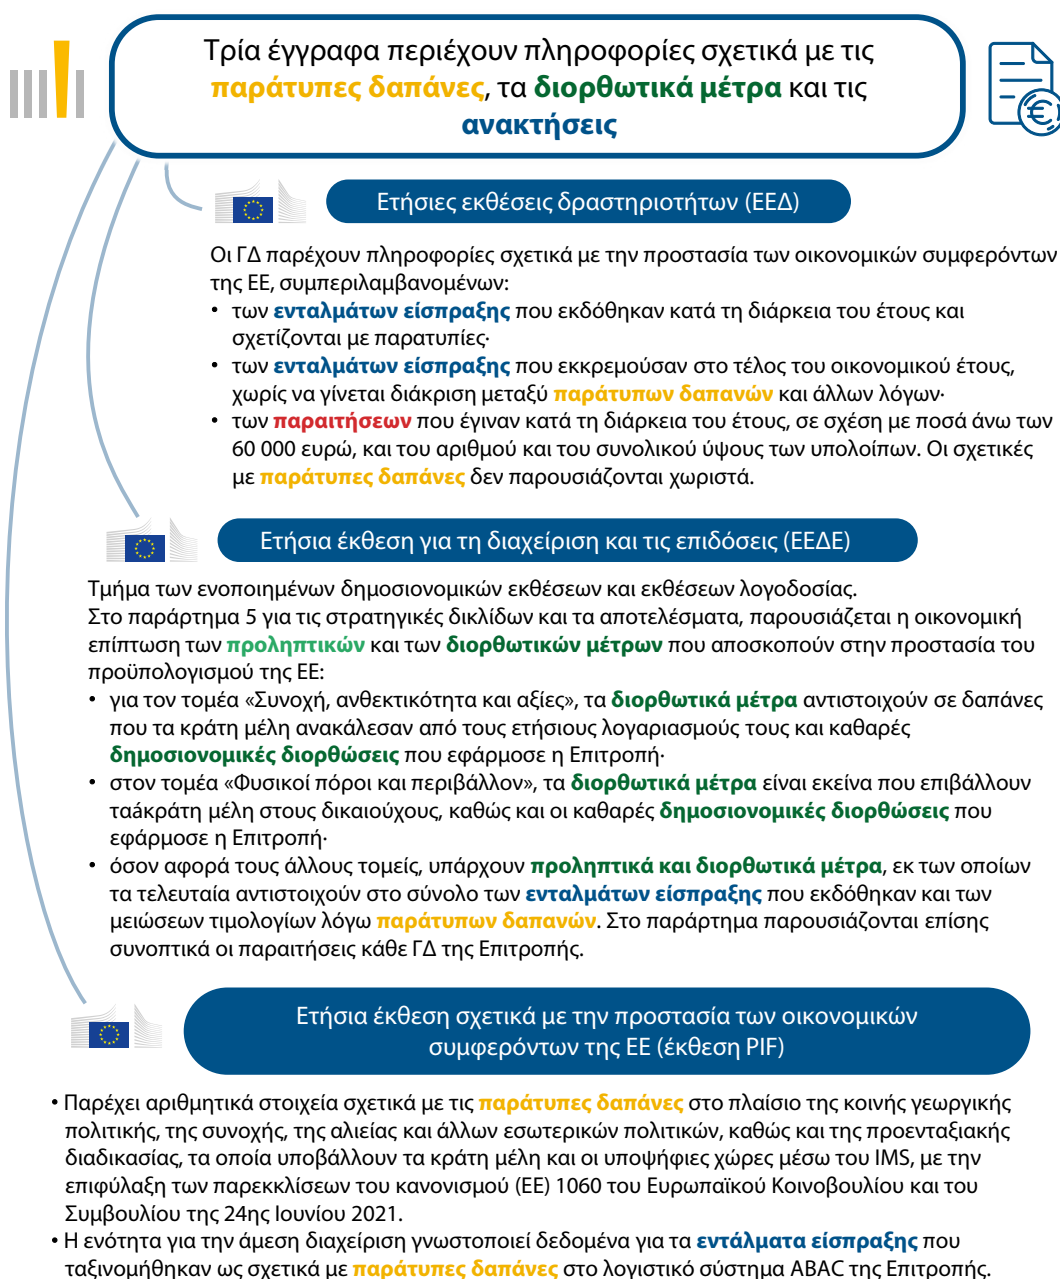 Τρία έγγραφα περιέχουν πληροφορίες σχετικά με τις
παράτυπες δαπάνες, τα διορθωτικά μέτρα και τις
ανακτήσεις
Ετήσιες εκθέσεις δραστηριοτήτων (ΕΕΔ)
Οι ΓΔ παρέχουν πληροφορίες σχετικά με την προστασία των οικονομικών συμφερόντων
της ΕΕ, συμπεριλαμβανομένων:
• των ενταλμάτων είσπραξης που εκδόθηκαν κατά τη διάρκεια του έτους και
σχετίζονται με παρατυπίες·
• των ενταλμάτων είσπραξης που εκκρεμούσαν στο τέλος του οικονομικού έτους,
χωρίς να γίνεται διάκριση μεταξύ παράτυπων δαπανών και άλλων λόγων·
• των παραιτήσεων που έγιναν κατά τη διάρκεια του έτους, σε σχέση με ποσά άνω των
60 000 ευρώ, και του αριθμού και του συνολικού ύψους των υπολοίπων. Οι σχετικές
με παράτυπες δαπάνες δεν παρουσιάζονται χωριστά.
Ετήσια έκθεση για τη διαχείριση και τις επιδόσεις (ΕΕΔΕ)
Τμήμα των ενοποιημένων δημοσιονομικών εκθέσεων και εκθέσεων λογοδοσίας.
Στο παράρτημα 5 για τις στρατηγικές δικλίδων και τα αποτελέσματα, παρουσιάζεται η οικονομική
επίπτωση των προληπτικών και των διορθωτικών μέτρων που αποσκοπούν στην προστασία του
προϋπολογισμού της ΕΕ:
• για τον τομέα «Συνοχή, ανθεκτικότητα και αξίες», τα διορθωτικά μέτρα αντιστοιχούν σε δαπάνες
που τα κράτη μέλη ανακάλεσαν από τους ετήσιους λογαριασμούς τους και καθαρές
δημοσιονομικές διορθώσεις που εφάρμοσε η Επιτροπή·
• στον τομέα «Φυσικοί πόροι και περιβάλλον», τα διορθωτικά μέτρα είναι εκείνα που επιβάλλουν
ταάκράτη μέλη στους δικαιούχους, καθώς και οι καθαρές δημοσιονομικές διορθώσεις που
εφάρμοσε η Επιτροπή·
• όσον αφορά τους άλλους τομείς, υπάρχουν προληπτικά και διορθωτικά μέτρα, εκ των οποίων
τα τελευταία αντιστοιχούν στο σύνολο των ενταλμάτων είσπραξης που εκδόθηκαν και των
μειώσεων τιμολογίων λόγω παράτυπων δαπανών. Στο παράρτημα παρουσιάζονται επίσης
συνοπτικά οι παραιτήσεις κάθε ΓΔ της Επιτροπής.
Ετήσια έκθεση σχετικά με την προστασία των οικονομικών
συμφερόντων της ΕΕ (έκθεση PIF)
• Παρέχει αριθμητικά στοιχεία σχετικά με τις παράτυπες δαπάνες στο πλαίσιο της κοινής γεωργικής
πολιτικής, της συνοχής, της αλιείας και άλλων εσωτερικών πολιτικών, καθώς και της προενταξιακής
διαδικασίας, τα οποία υποβάλλουν τα κράτη μέλη και οι υποψήφιες χώρες μέσω του IMS, με την
επιφύλαξη των παρεκκλίσεων του κανονισμού (ΕΕ) 1060 του Ευρωπαϊκού Κοινοβουλίου και του
Συμβουλίου της 24ης Ιουνίου 2021.
• Η ενότητα για την άμεση διαχείριση γνωστοποιεί δεδομένα για τα εντάλματα είσπραξης που
ταξινομήθηκαν ως σχετικά με παράτυπες δαπάνες στο λογιστικό σύστημα ABAC της Επιτροπής.